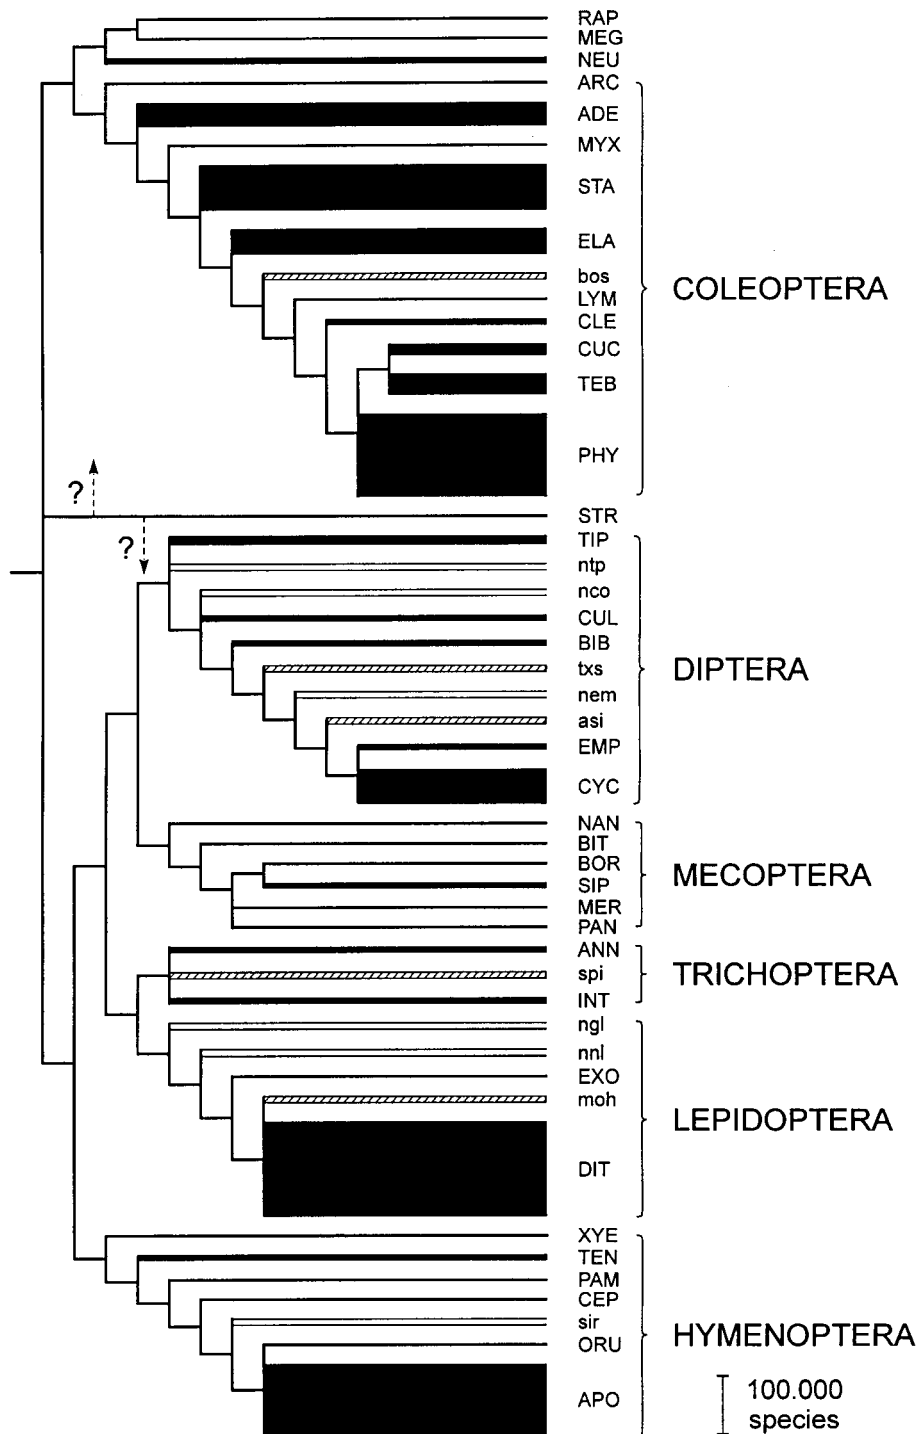 RAP
MEG
NEU
ARC
ADE
MYX
STA
ELA
bos
LYM
CLE
CUC
TEB
PHY
COLEOPTERA
?
STR
?
TIP
ntp
nco
CUL
BIB
txs
nem
asi
EMP
CYC
DIPTERA
NAN
BIT
BOR
SIP
MER
PAN
MECOPTERA
ANN
spi
INT
TRICHOPTERA
ngl
nnl
EXO
moh
DIT
LEPIDOPTERA
XYE
TEN
PAM
CEP
sir
ORU
APO
HYMENOPTERA
100.000
species